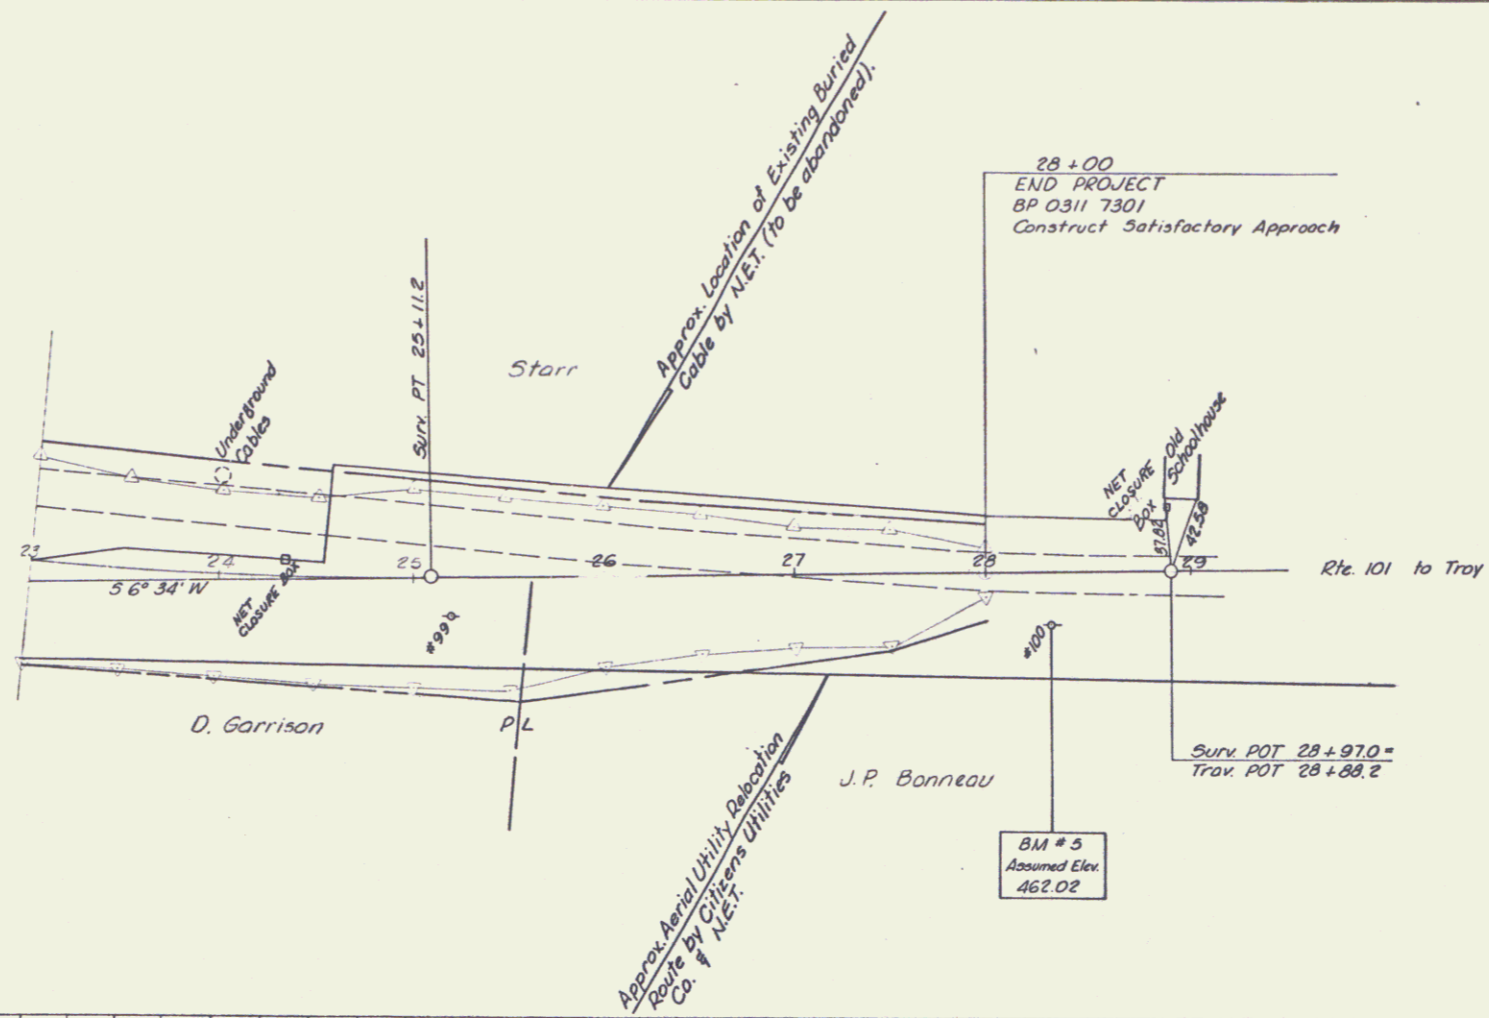 Approx. Location of Existing Buried
Cable by N.E.T. (to be abandoned).
28 + 00
END PROJECT
BP 0311 7301
Construct Satisfactory Approach
Surv. PT 25 + 11.2
Starr
Underground
Cables
NET
CLOSURE
BOX
Old
Schoolhouse
37.82
42.58
23
24
25
26
27
28
29
Rte. 101 to Troy
S 6° 34' W
NET
CLOSURE BOX
#99
#100
D. Garrison
P L
J.P. Bonneau
Surv. POT 28 + 97.0 =
Trav. POT 28 + 88.2
Approx. Aerial Utility Relocation
Route by Citizens Utilities
Co. & N.E.T.
BM # 5
Assumed Elev.
462.02